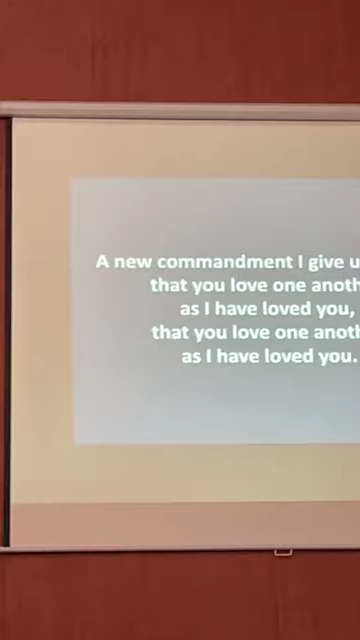 A new commandment I give u
that you love one anoth
as I have loved you,
that you love one anoth
as I have loved you.